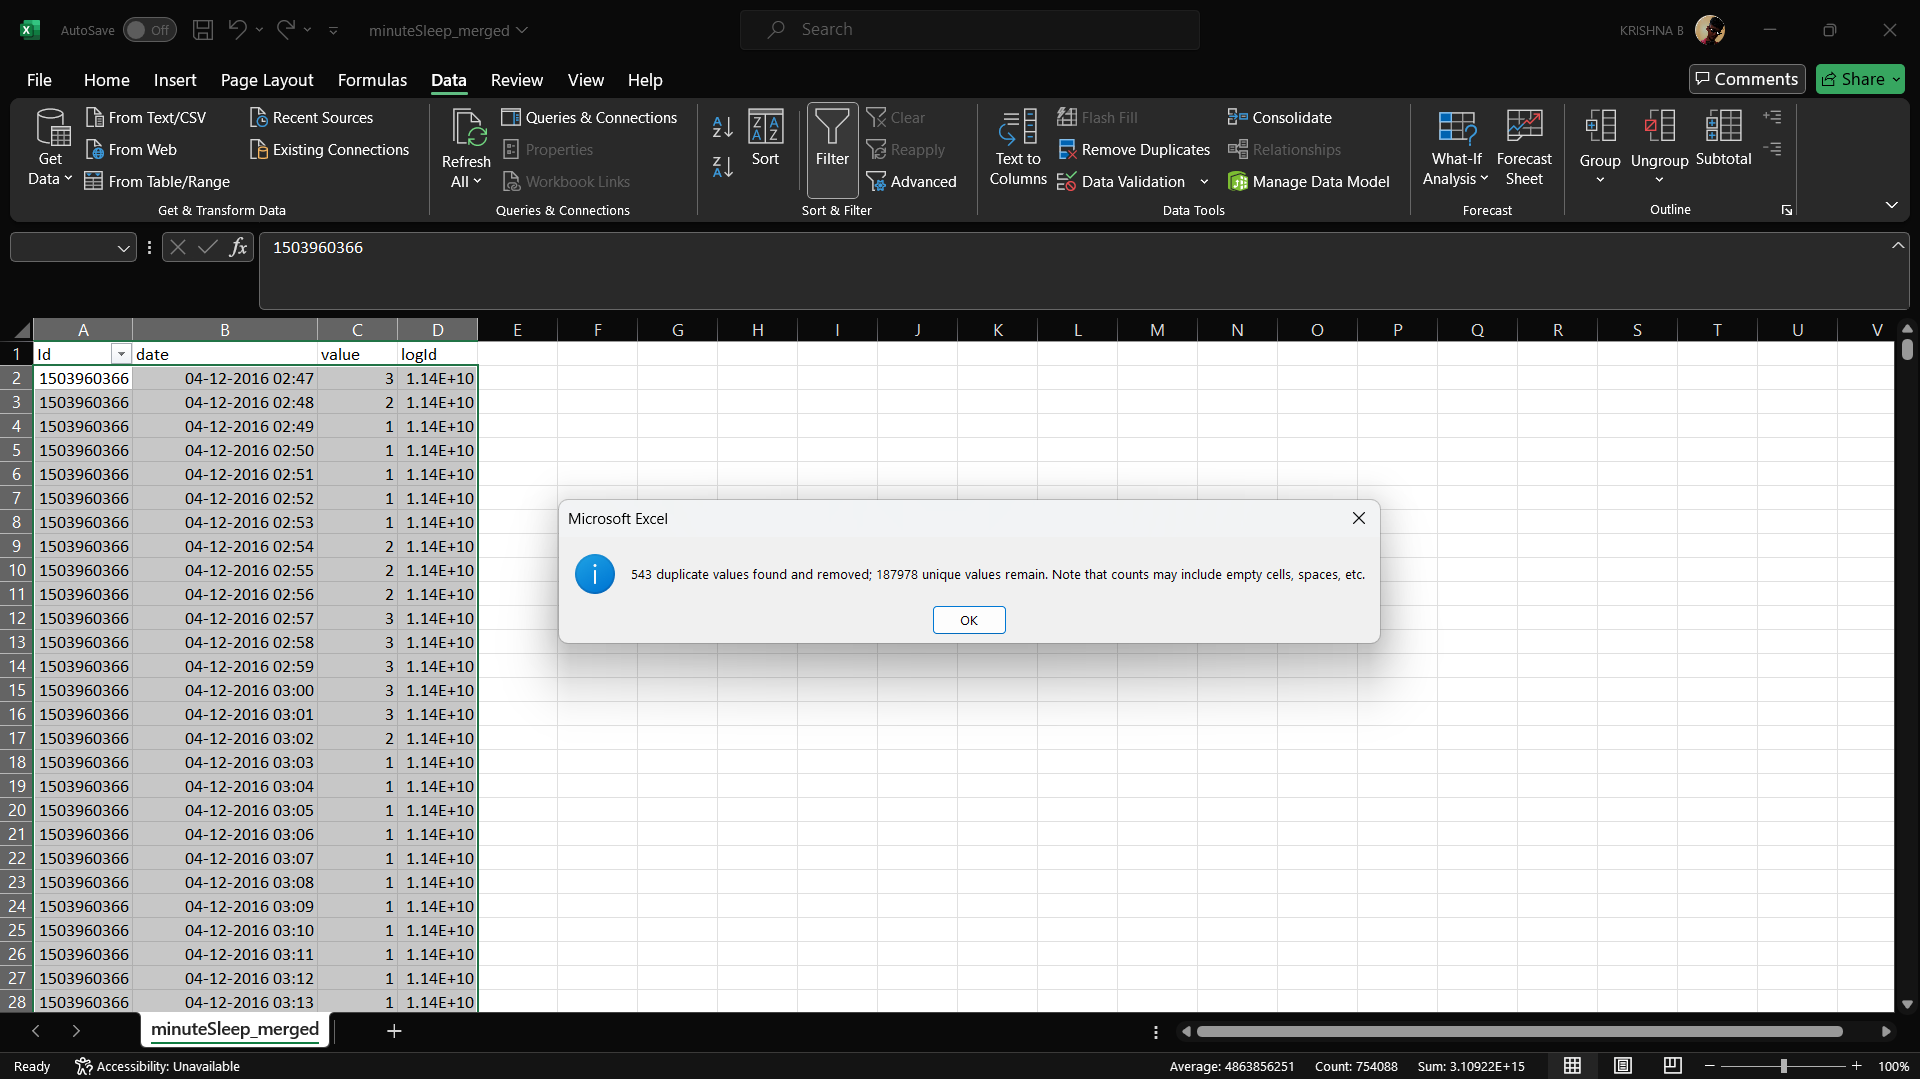 AutoSave Off minuteSleep_merged Search KRISHNA B
File Home Insert Page Layout Formulas Data Review View Help Comments Share
Get Data From Text/CSV From Web From Table/Range Recent Sources Existing Connections
Get & Transform Data
Refresh All Queries & Connections Properties Workbook Links
Queries & Connections
Sort Filter Clear Reapply Advanced
Sort & Filter
Text to Columns Flash Fill Remove Duplicates Data Validation Consolidate Relationships Manage Data Model
Data Tools
What-If Analysis Forecast Sheet
Forecast
Group Ungroup Subtotal
Outline
fx 1503960366
A B C D E F G H I J K L M N O P Q R S T U V
1 Id date value logId
2 1503960366 04-12-2016 02:47 3 1.14E+10
3 1503960366 04-12-2016 02:48 2 1.14E+10
4 1503960366 04-12-2016 02:49 1 1.14E+10
5 1503960366 04-12-2016 02:50 1 1.14E+10
6 1503960366 04-12-2016 02:51 1 1.14E+10
7 1503960366 04-12-2016 02:52 1 1.14E+10
8 1503960366 04-12-2016 02:53 1 1.14E+10
9 1503960366 04-12-2016 02:54 2 1.14E+10
10 1503960366 04-12-2016 02:55 2 1.14E+10
11 1503960366 04-12-2016 02:56 2 1.14E+10
12 1503960366 04-12-2016 02:57 3 1.14E+10
13 1503960366 04-12-2016 02:58 3 1.14E+10
14 1503960366 04-12-2016 02:59 3 1.14E+10
15 1503960366 04-12-2016 03:00 3 1.14E+10
16 1503960366 04-12-2016 03:01 3 1.14E+10
17 1503960366 04-12-2016 03:02 2 1.14E+10
18 1503960366 04-12-2016 03:03 1 1.14E+10
19 1503960366 04-12-2016 03:04 1 1.14E+10
20 1503960366 04-12-2016 03:05 1 1.14E+10
21 1503960366 04-12-2016 03:06 1 1.14E+10
22 1503960366 04-12-2016 03:07 1 1.14E+10
23 1503960366 04-12-2016 03:08 1 1.14E+10
24 1503960366 04-12-2016 03:09 1 1.14E+10
25 1503960366 04-12-2016 03:10 1 1.14E+10
26 1503960366 04-12-2016 03:11 1 1.14E+10
27 1503960366 04-12-2016 03:12 1 1.14E+10
28 1503960366 04-12-2016 03:13 1 1.14E+10
Microsoft Excel
543 duplicate values found and removed; 187978 unique values remain. Note that counts may include empty cells, spaces, etc.
OK
minuteSleep_merged
Ready Accessibility: Unavailable Average: 4863856251 Count: 754088 Sum: 3.10922E+15 100%